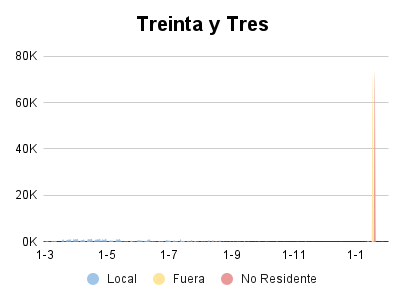 Treinta y Tres
80K
60K
40K
20K
0K
1-3 1-5 1-7 1-9 1-11 1-1
Local Fuera No Residente